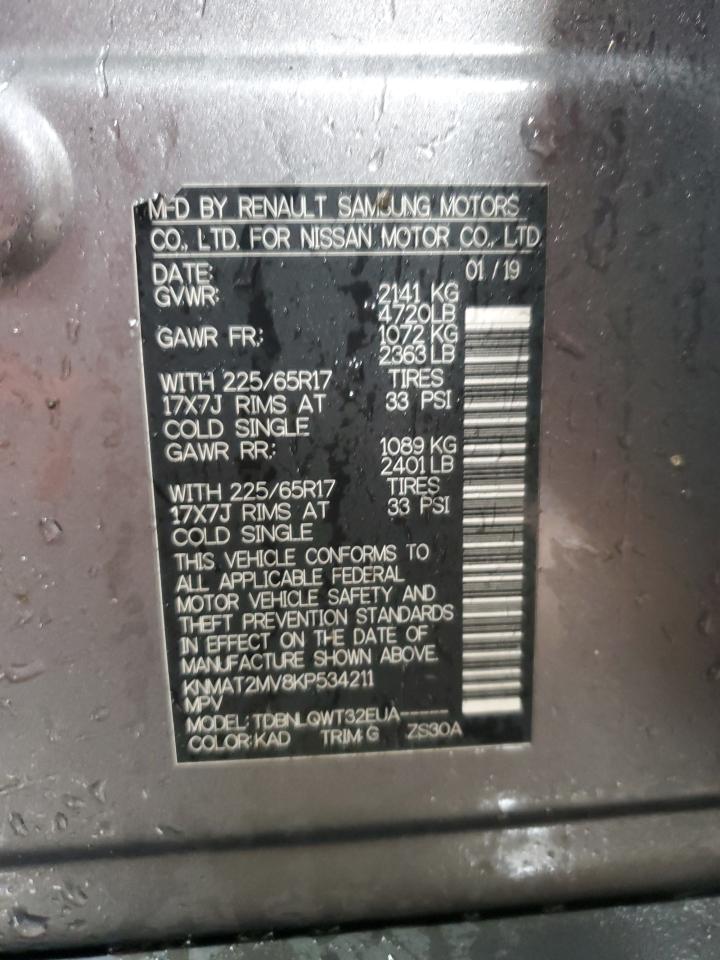 MFD BY RENAULT SAMSUNG MOTORS
CO., LTD. FOR NISSAN MOTOR CO., LTD
DATE: 01 / 19
GVWR: 2141 KG
4720LB
GAWR FR.: 1072 KG
2363 LB
WITH 225/65R17 TIRES
17X7J RIMS AT 33 PSI
COLD SINGLE
GAWR RR.: 1089 KG
2401 LB
WITH 225/65R17 TIRES
17X7J RIMS AT 33 PSI
COLD SINGLE
THIS VEHICLE CONFORMS TO
ALL APPLICABLE FEDERAL
MOTOR VEHICLE SAFETY AND
THEFT PREVENTION STANDARDS
IN EFFECT ON THE DATE OF
MANUFACTURE SHOWN ABOVE.
KNMAT2MV8KP534211
MPV
MODEL: TDBNLQWT32EUA-----
COLOR: KAD TRIM: G ZS30A